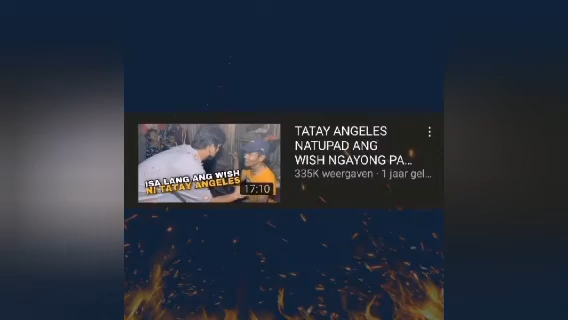 ISA LANG ANG WISH
NI TATAY ANGELES
17:10
TATAY ANGELES
NATUPAD ANG
WISH NGAYONG PA...
335K weergaven · 1 jaar gel...